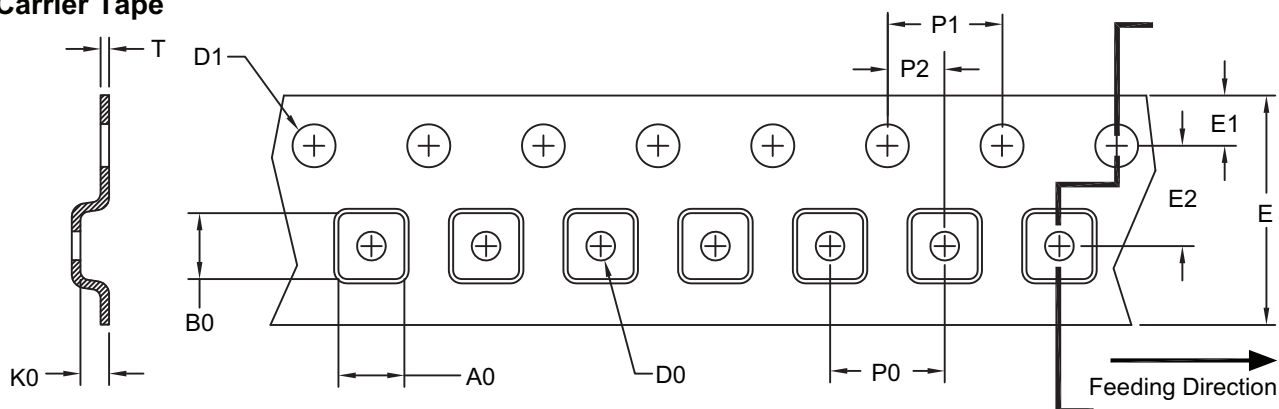 Carrier Tape
T
D1
P1
P2
E1
E2
E
B0
K0
A0
D0
P0
Feeding Direction